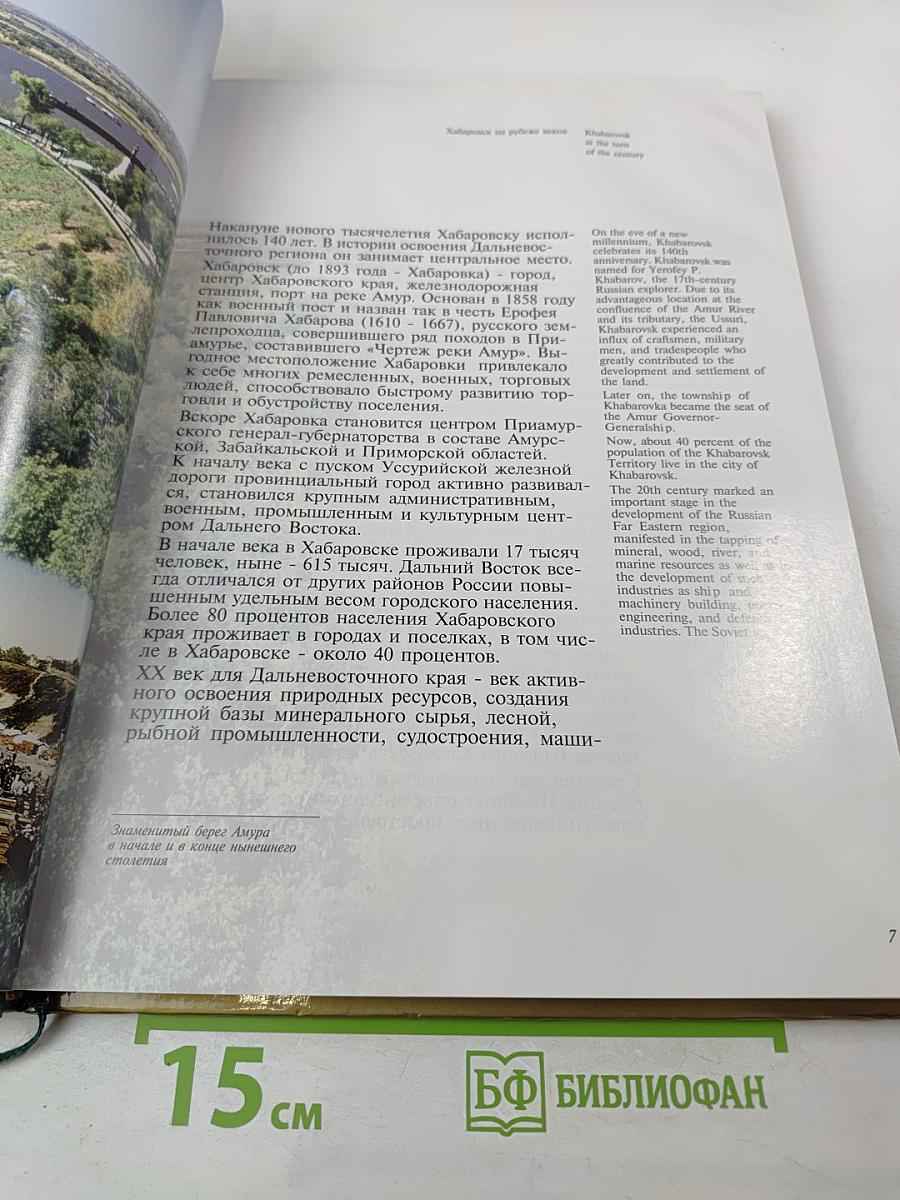 Хабаровск на рубеже веков
Khabarovsk
at the turn
of the century
Накануне нового тысячелетия Хабаровску испол-
нилось 140 лет. В истории освоения Дальневос-
точного региона он занимает центральное место.
Хабаровск (до 1893 года - Хабаровка) - город,
центр Хабаровского края, железнодорожная
станция, порт на реке Амур. Основан в 1858 году
как военный пост и назван так в честь Ерофея
Павловича Хабарова (1610 - 1667), русского зем-
лепроходца, совершившего ряд походов в При-
амурье, составившего «Чертеж реки Амур». Вы-
годное местоположение Хабаровки привлекало
к себе многих ремесленных, военных, торговых
людей, способствовало быстрому развитию тор-
говли и обустройству поселения.
Вскоре Хабаровка становится центром Приамур-
ского генерал-губернаторства в составе Амурс-
кой, Забайкальской и Приморской областей.
К началу века с пуском Уссурийской железной
дороги провинциальный город активно развивал-
ся, становился крупным административным,
военным, промышленным и культурным цент-
ром Дальнего Востока.
В начале века в Хабаровске проживали 17 тысяч
человек, ныне - 615 тысяч. Дальний Восток все-
гда отличался от других районов России повы-
шенным удельным весом городского населения.
Более 80 процентов населения Хабаровского
края проживает в городах и поселках, в том чис-
ле в Хабаровске - около 40 процентов.
XX век для Дальневосточного края - век актив-
ного освоения природных ресурсов, создания
крупной базы минерального сырья, лесной,
рыбной промышленности, судостроения, маши-
On the eve of a new
millennium, Khabarovsk
celebrates its 140th
anniversary. Khabarovsk was
named for Yerofey P.
Khabarov, the 17th-century
Russian explorer. Due to its
advantageous location at the
confluence of the Amur River
and its tributary, the Ussuri,
Khabarovsk experienced an
influx of craftsmen, military
men, and tradespeople who
greatly contributed to the
development and settlement of
the land.
Later on, the township of
Khabarovka became the seat of
the Amur Governor-
Generalship.
Now, about 40 percent of the
population of the Khabarovsk
Territory live in the city of
Khabarovsk.
The 20th century marked an
important stage in the
development of the Russian
Far Eastern region,
manifested in the tapping of
mineral, wood, river, and
marine resources as well as in
the development of such
industries as ship and
machinery building,
engineering, and defense
industries. The Soviet
Знаменитый берег Амура
в начале и в конце нынешнего
столетия
7
15 см
БФ БИБЛИОФАН